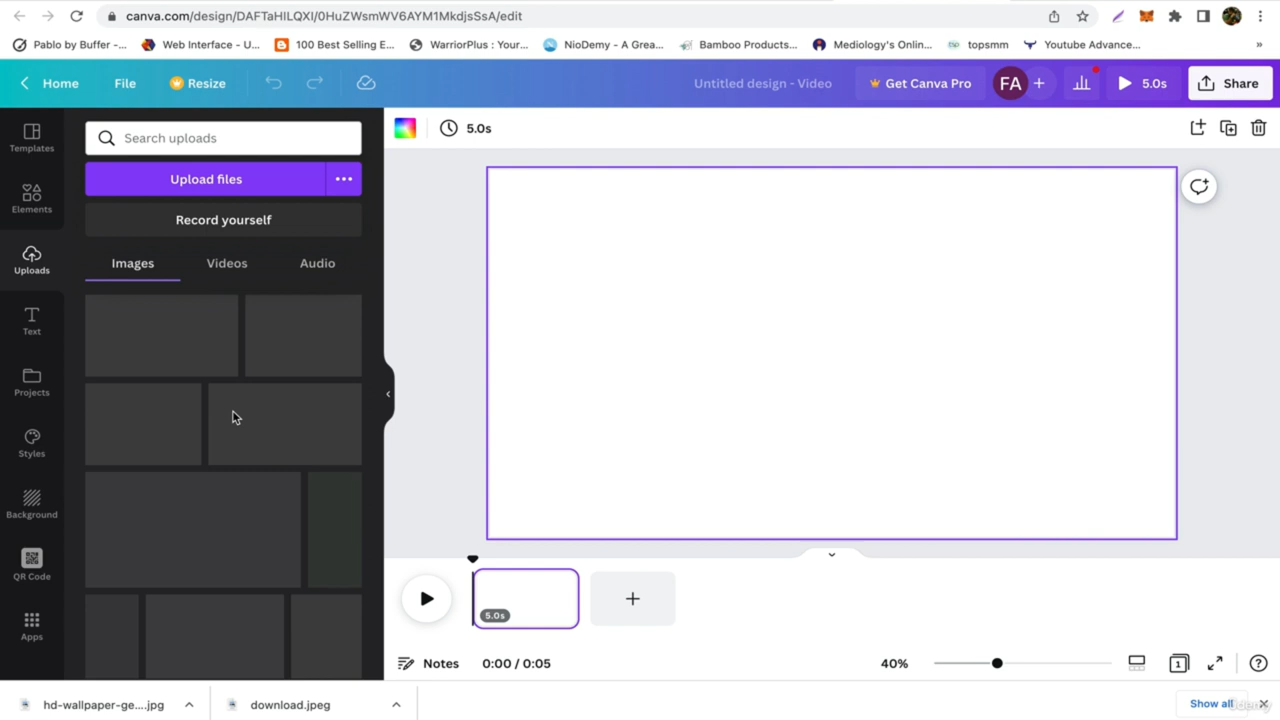 canva.com/design/DAFTaHILQXI/0HuZWsmWV6AYM1MkdjsSsA/edit
Pablo by Buffer -... Web Interface - U... 100 Best Selling E... WarriorPlus : Your... NioDemy - A Grea... Bamboo Products... Mediology's Onlin... topsmm Youtube Advance... »
Home File Resize Untitled design - Video Get Canva Pro FA + 5.0s Share
Templates
Elements
Uploads
Text
Projects
Styles
Background
QR Code
Apps
Search uploads
Upload files
Record yourself
Images Videos Audio
5.0s
5.0s
Notes 0:00 / 0:05 40% 1 ?
hd-wallpaper-ge....jpg download.jpeg Show all
Udemy